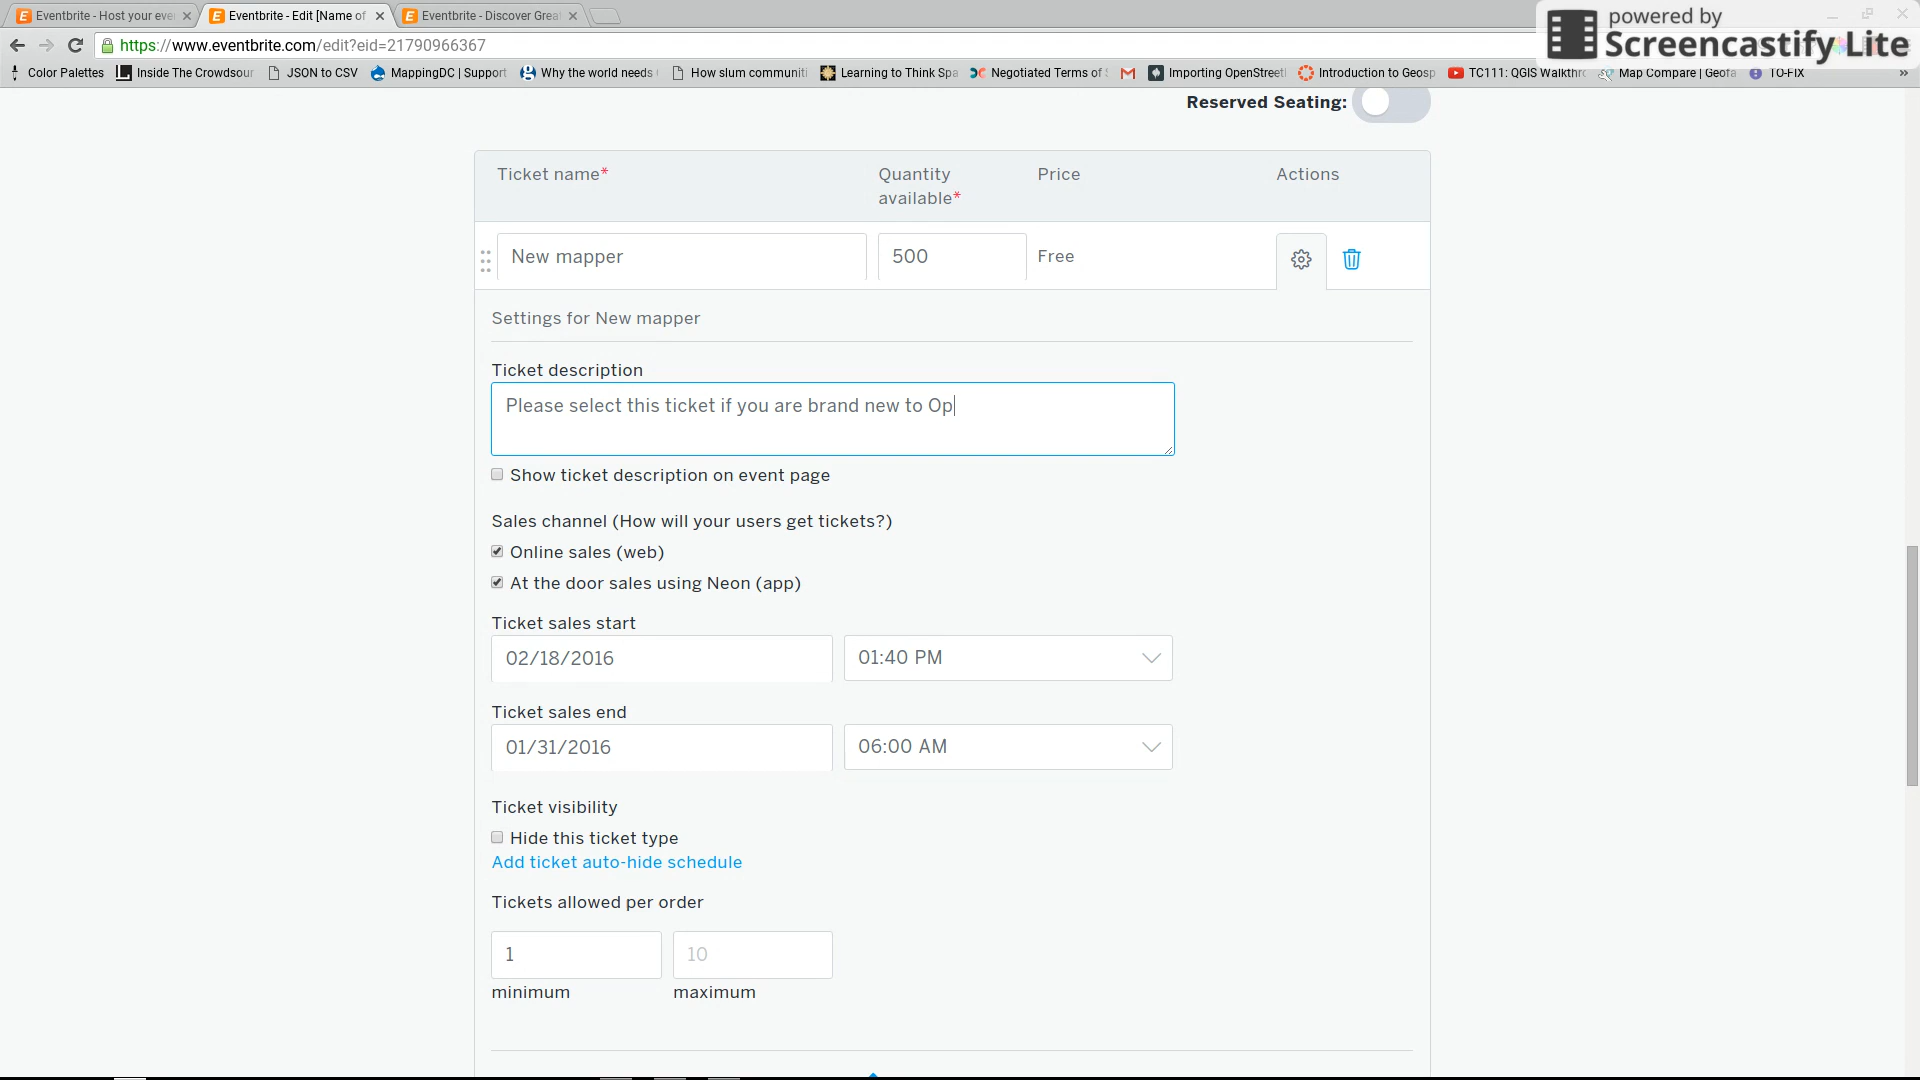 Eventbrite - Host your eve
Eventbrite - Edit [Name of
Eventbrite - Discover Grea
powered by
Screencastify Lite
https://www.eventbrite.com/edit?eid=21790966367
Color Palettes
Inside The Crowdsour
JSON to CSV
MappingDC | Support
Why the world needs
How slum communiti
Learning to Think Spa
Negotiated Terms of S
Importing OpenStreet
Introduction to Geosp
TC111: QGIS Walkthro
Map Compare | Geofa
TO-FIX
»
Reserved Seating:
Ticket name*
Quantity available*
Price
Actions
New mapper
500
Free
Settings for New mapper
Ticket description
Please select this ticket if you are brand new to Op
Show ticket description on event page
Sales channel (How will your users get tickets?)
Online sales (web)
At the door sales using Neon (app)
Ticket sales start
02/18/2016
01:40 PM
Ticket sales end
01/31/2016
06:00 AM
Ticket visibility
Hide this ticket type
Add ticket auto-hide schedule
Tickets allowed per order
1
10
minimum
maximum